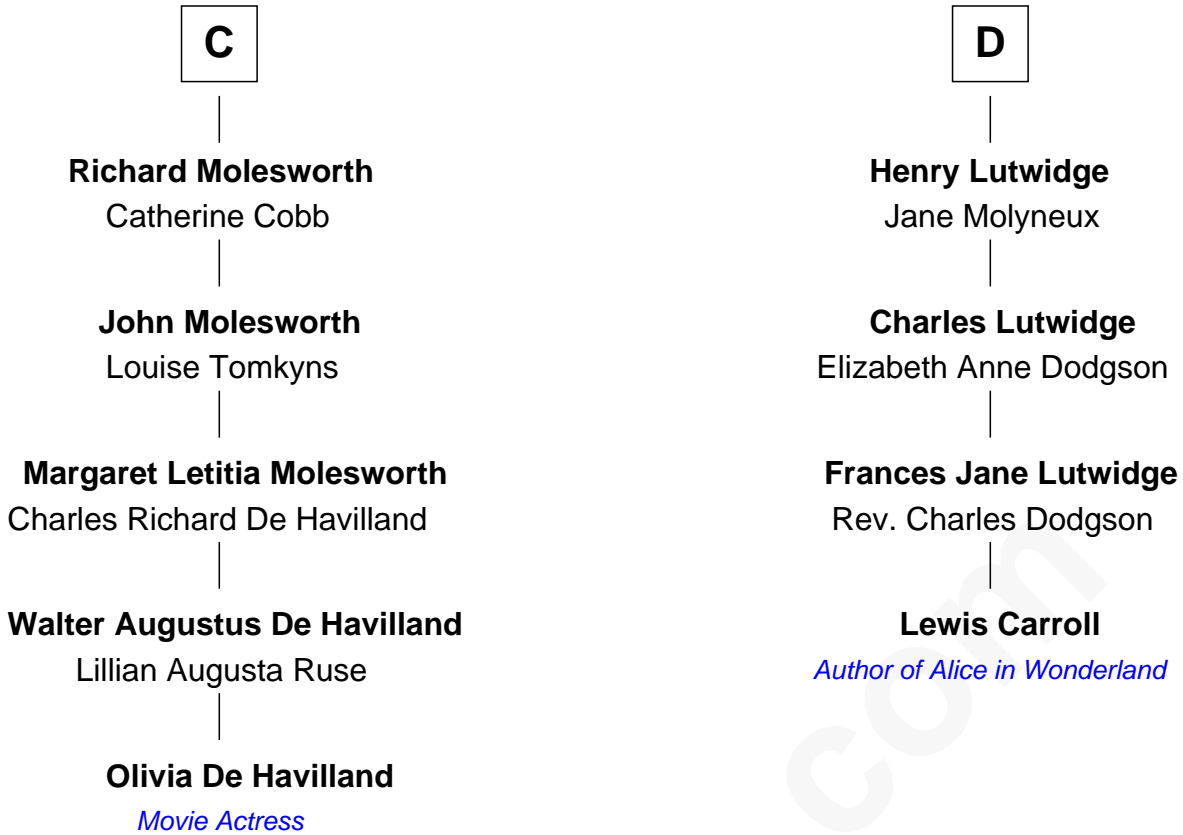 C
Richard Molesworth
Catherine Cobb
John Molesworth
Louise Tomkyns
Margaret Letitia Molesworth
Charles Richard De Havilland
Walter Augustus De Havilland
Lillian Augusta Ruse
Olivia De Havilland
Movie Actress
D
Henry Lutwidge
Jane Molyneux
Charles Lutwidge
Elizabeth Anne Dodgson
Frances Jane Lutwidge
Rev. Charles Dodgson
Lewis Carroll
Author of Alice in Wonderland
com